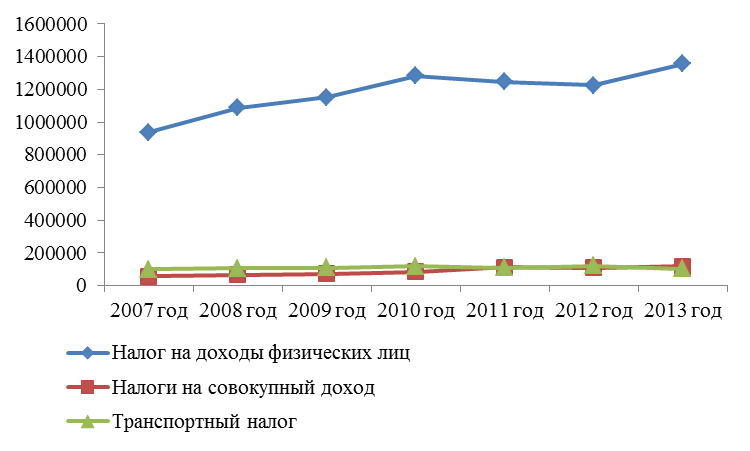 1600000
1400000
1200000
1000000
800000
600000
400000
200000
0
2007 год 2008 год 2009 год 2010 год 2011 год 2012 год 2013 год
Налог на доходы физических лиц
Налоги на совокупный доход
Транспортный налог